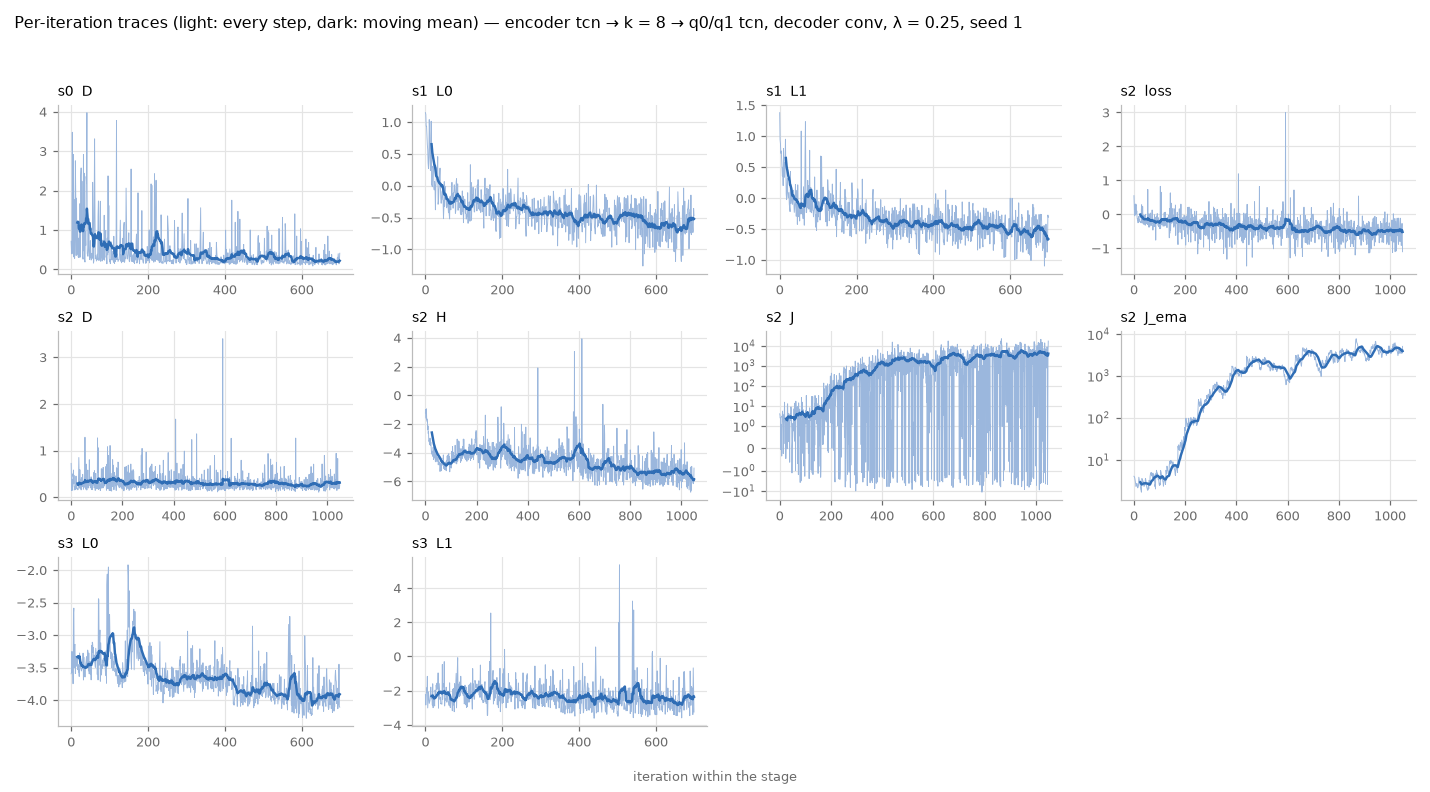 Per-iteration traces (light: every step, dark: moving mean) — encoder tcn → k = 8 → q0/q1 tcn, decoder conv, λ = 0.25, seed 1
s0 D
4
3
2
1
0
0 200 400 600
s1 L0
1.0
0.5
0.0
−0.5
−1.0
0 200 400 600
s1 L1
1.5
1.0
0.5
0.0
−0.5
−1.0
0 200 400 600
s2 loss
3
2
1
0
−1
0 200 400 600 800 1000
s2 D
3
2
1
0
0 200 400 600 800 1000
s2 H
4
2
0
−2
−4
−6
0 200 400 600 800 1000
s2 J
10⁴
10³
10²
10¹
10⁰
0
−10⁰
−10¹
0 200 400 600 800 1000
s2 J_ema
10⁴
10³
10²
10¹
0 200 400 600 800 1000
s3 L0
−2.0
−2.5
−3.0
−3.5
−4.0
0 200 400 600
s3 L1
4
2
0
−2
−4
0 200 400 600
iteration within the stage